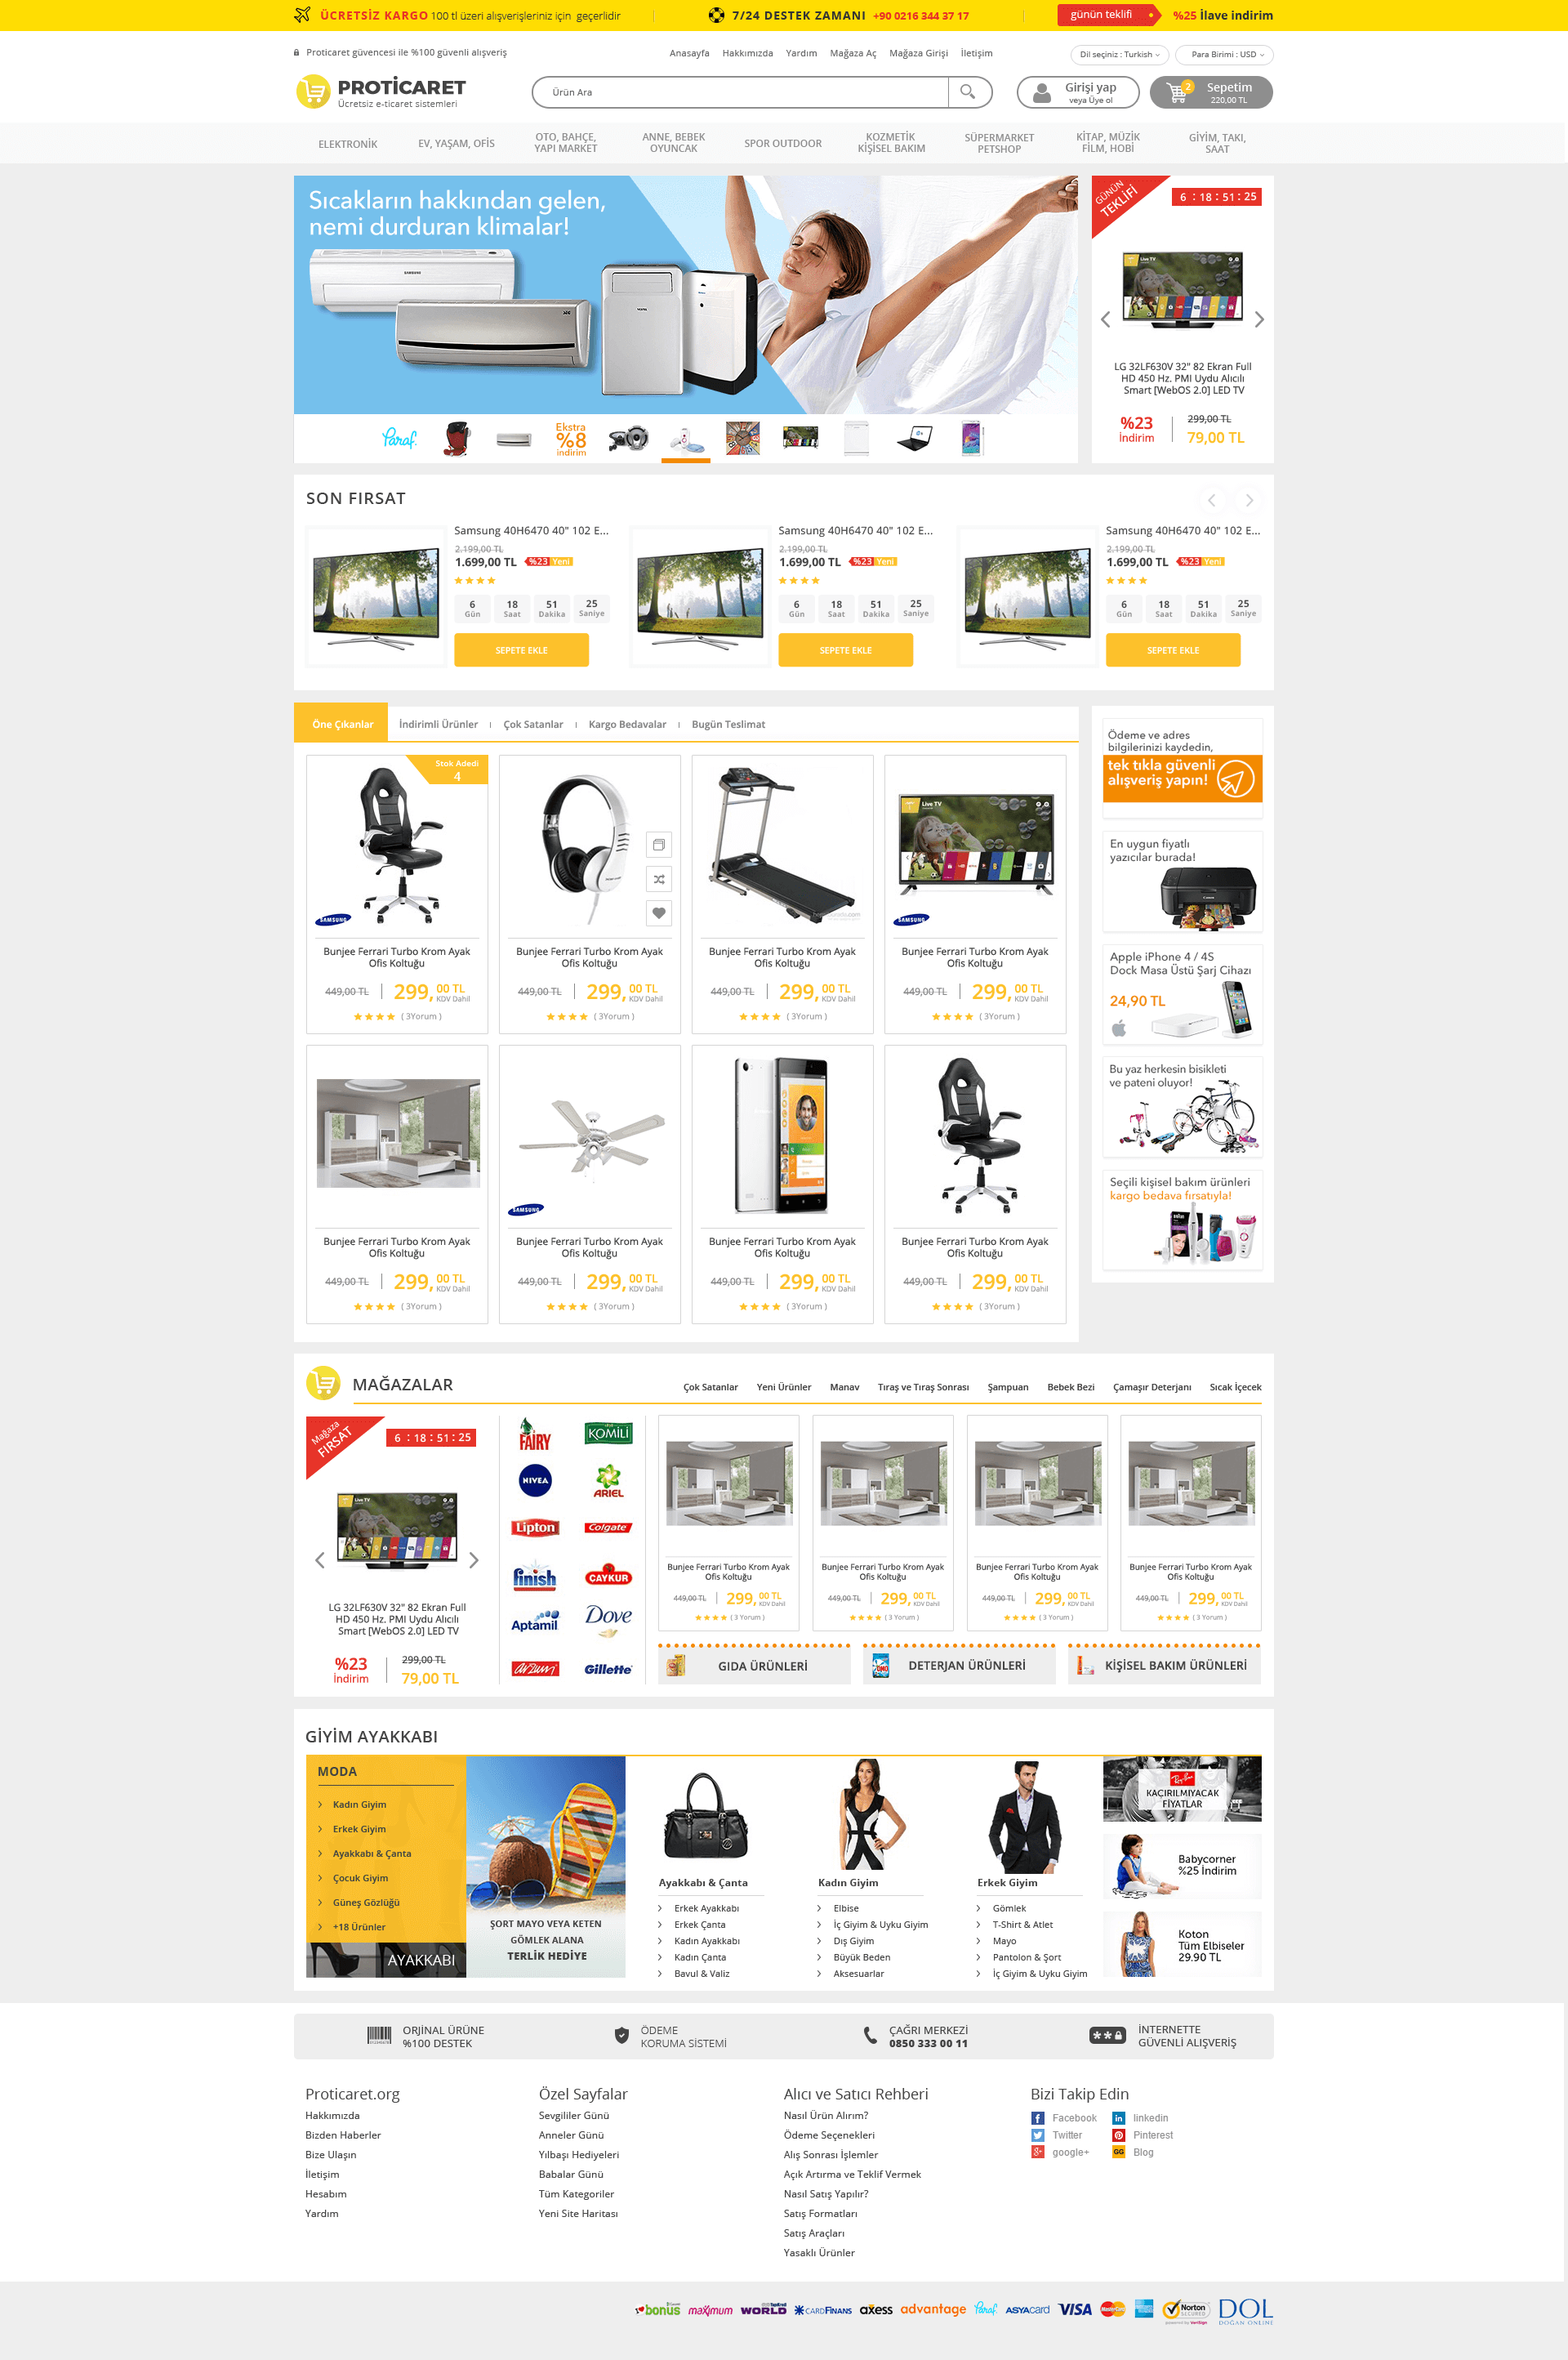 ÜCRETSİZ KARGO 100 tl üzeri alışverişleriniz için geçerlidir
7/24 DESTEK ZAMANI +90 0216 344 37 17
günün teklifi
%25 İlave indirim
Proticaret güvencesi ile %100 güvenli alışveriş
Anasayfa Hakkımızda Yardım Mağaza Aç Mağaza Girişi İletişim
Dil seçiniz : Turkish
Para Birimi : USD
PROTİCARET
Ücretsiz e-ticaret sistemleri
Ürün Ara
Girişi yap
veya Üye ol
2
Sepetim
220,00 TL
ELEKTRONİK
EV, YAŞAM, OFİS
OTO, BAHÇE,
YAPI MARKET
ANNE, BEBEK
OYUNCAK
SPOR OUTDOOR
KOZMETİK
KİŞİSEL BAKIM
SÜPERMARKET
PETSHOP
KİTAP, MÜZİK
FİLM, HOBİ
GİYİM, TAKI,
SAAT
Sıcakların hakkından gelen,
nemi durduran klimalar!
SAMSUNG
GÜNÜN
TEKLİFİ
6 : 18 : 51 : 25
Live TV
LG 32LF630V 32" 82 Ekran Full
HD 450 Hz. PMI Uydu Alıcılı
Smart [WebOS 2.0] LED TV
%23
İndirim
299,00 TL
79,00 TL
Paraf
Ekstra
%8
indirim
SON FIRSAT
Samsung 40H6470 40" 102 E...
2.199,00 TL
1.699,00 TL %23 Yeni
6 18 51 25
Gün Saat Dakika Saniye
SEPETE EKLE
Samsung 40H6470 40" 102 E...
2.199,00 TL
1.699,00 TL %23 Yeni
6 18 51 25
Gün Saat Dakika Saniye
SEPETE EKLE
Samsung 40H6470 40" 102 E...
2.199,00 TL
1.699,00 TL %23 Yeni
6 18 51 25
Gün Saat Dakika Saniye
SEPETE EKLE
Öne Çıkanlar İndirimli Ürünler Çok Satanlar Kargo Bedavalar Bugün Teslimat
Stok Adedi
4
SAMSUNG
Bunjee Ferrari Turbo Krom Ayak
Ofis Koltuğu
449,00 TL 299, 00 TL
KDV Dahil
( 3Yorum )
Bunjee Ferrari Turbo Krom Ayak
Ofis Koltuğu
449,00 TL 299, 00 TL
KDV Dahil
( 3Yorum )
Bunjee Ferrari Turbo Krom Ayak
Ofis Koltuğu
449,00 TL 299, 00 TL
KDV Dahil
( 3Yorum )
Live TV
SAMSUNG
Bunjee Ferrari Turbo Krom Ayak
Ofis Koltuğu
449,00 TL 299, 00 TL
KDV Dahil
( 3Yorum )
Bunjee Ferrari Turbo Krom Ayak
Ofis Koltuğu
449,00 TL 299, 00 TL
KDV Dahil
( 3Yorum )
SAMSUNG
Bunjee Ferrari Turbo Krom Ayak
Ofis Koltuğu
449,00 TL 299, 00 TL
KDV Dahil
( 3Yorum )
Bunjee Ferrari Turbo Krom Ayak
Ofis Koltuğu
449,00 TL 299, 00 TL
KDV Dahil
( 3Yorum )
Bunjee Ferrari Turbo Krom Ayak
Ofis Koltuğu
449,00 TL 299, 00 TL
KDV Dahil
( 3Yorum )
Ödeme ve adres
bilgilerinizi kaydedin,
tek tıkla güvenli
alışveriş yapın!
En uygun fiyatlı
yazıcılar burada!
Apple iPhone 4 / 4S
Dock Masa Üstü Şarj Cihazı
24,90 TL
Bu yaz herkesin bisikleti
ve pateni oluyor!
Seçili kişisel bakım ürünleri
kargo bedava fırsatıyla!
MAĞAZALAR
Çok Satanlar Yeni Ürünler Manav Tıraş ve Tıraş Sonrası Şampuan Bebek Bezi Çamaşır Deterjanı Sıcak İçecek
Mağaza
FIRSAT
6 : 18 : 51 : 25
Live TV
LG 32LF630V 32" 82 Ekran Full
HD 450 Hz. PMI Uydu Alıcılı
Smart [WebOS 2.0] LED TV
%23
İndirim
299,00 TL
79,00 TL
FAIRY KOMİLİ
NIVEA ARIEL
Lipton Colgate
finish ÇAYKUR
Aptamil Dove
arzum Gillette
Bunjee Ferrari Turbo Krom Ayak
Ofis Koltuğu
449,00 TL 299, 00 TL
KDV Dahil
( 3 Yorum )
Bunjee Ferrari Turbo Krom Ayak
Ofis Koltuğu
449,00 TL 299, 00 TL
KDV Dahil
( 3 Yorum )
Bunjee Ferrari Turbo Krom Ayak
Ofis Koltuğu
449,00 TL 299, 00 TL
KDV Dahil
( 3 Yorum )
Bunjee Ferrari Turbo Krom Ayak
Ofis Koltuğu
449,00 TL 299, 00 TL
KDV Dahil
( 3 Yorum )
GIDA ÜRÜNLERİ
OMO
DETERJAN ÜRÜNLERİ
KİŞİSEL BAKIM ÜRÜNLERİ
GİYİM AYAKKABI
MODA
Kadın Giyim
Erkek Giyim
Ayakkabı & Çanta
Çocuk Giyim
Güneş Gözlüğü
+18 Ürünler
AYAKKABI
ŞORT MAYO VEYA KETEN
GÖMLEK ALANA
TERLİK HEDİYE
Ayakkabı & Çanta
Erkek Ayakkabı
Erkek Çanta
Kadın Ayakkabı
Kadın Çanta
Bavul & Valiz
Kadın Giyim
Elbise
İç Giyim & Uyku Giyim
Dış Giyim
Büyük Beden
Aksesuarlar
Erkek Giyim
Gömlek
T-Shirt & Atlet
Mayo
Pantolon & Şort
İç Giyim & Uyku Giyim
Ray-Ban
KAÇIRILMIYACAK
FİYATLAR
Babycorner
%25 İndirim
Koton
Tüm Elbiseler
29.90 TL
ORJİNAL ÜRÜNE
%100 DESTEK
ÖDEME
KORUMA SİSTEMİ
ÇAĞRI MERKEZİ
0850 333 00 11
İNTERNETTE
GÜVENLİ ALIŞVERİŞ
Proticaret.org
Hakkımızda
Bizden Haberler
Bize Ulaşın
İletişim
Hesabım
Yardım
Özel Sayfalar
Sevgililer Günü
Anneler Günü
Yılbaşı Hediyeleri
Babalar Günü
Tüm Kategoriler
Yeni Site Haritası
Alıcı ve Satıcı Rehberi
Nasıl Ürün Alırım?
Ödeme Seçenekleri
Alış Sonrası İşlemler
Açık Artırma ve Teklif Vermek
Nasıl Satış Yapılır?
Satış Formatları
Satış Araçları
Yasaklı Ürünler
Bizi Takip Edin
Facebook linkedin
Twitter Pinterest
google+ Blog
bonus maximum WORLD CARDFINANS axess advantage Paraf ASYACARD VISA MasterCard Norton SECURED DOL
DOĞAN ONLINE